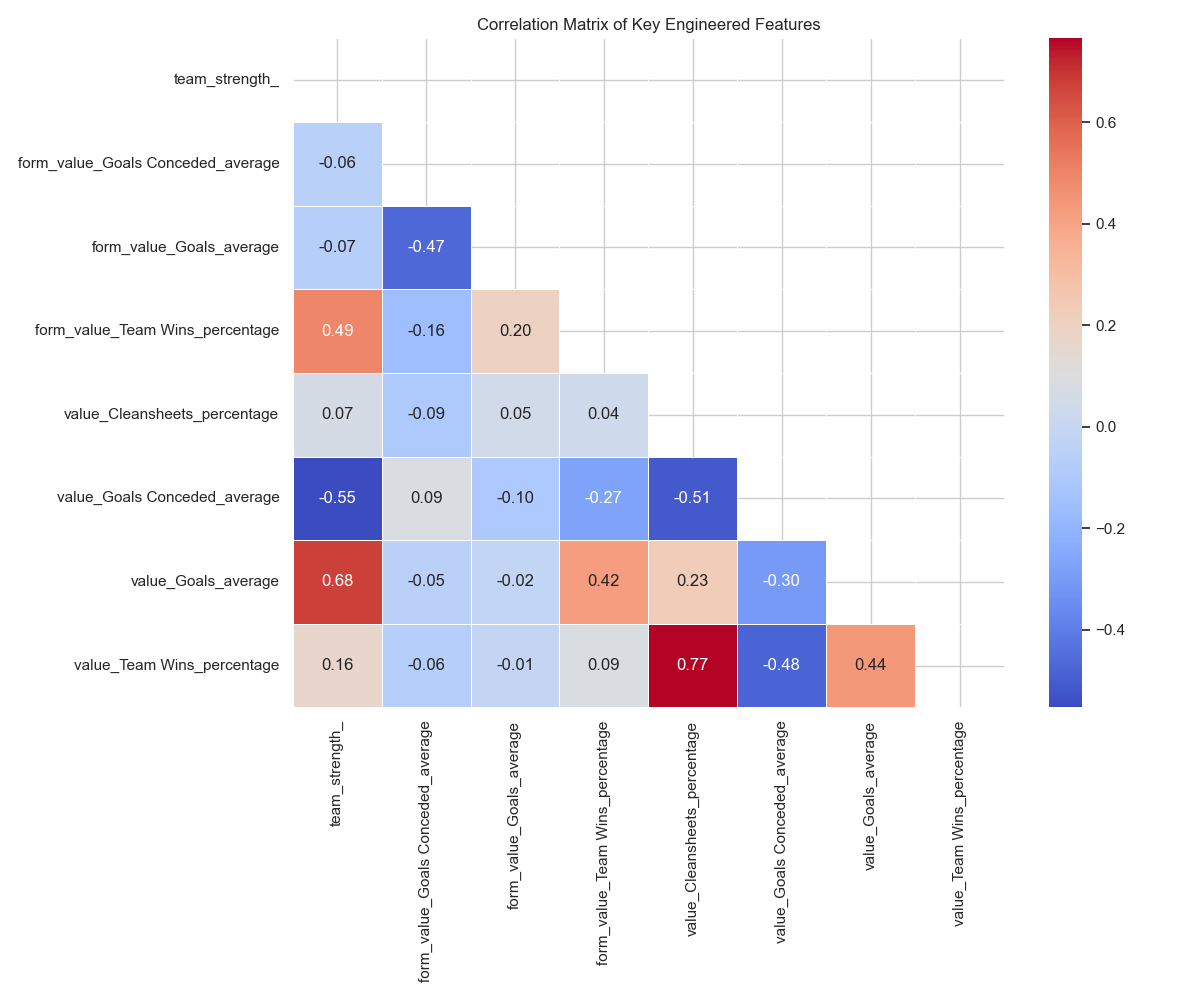 Correlation Matrix of Key Engineered Features
team_strength_
form_value_Goals Conceded_average
-0.06
form_value_Goals_average
-0.07 -0.47
form_value_Team Wins_percentage
0.49 -0.16 0.20
value_Cleansheets_percentage
0.07 -0.09 0.05 0.04
value_Goals Conceded_average
-0.55 0.09 -0.10 -0.27 -0.51
value_Goals_average
0.68 -0.05 -0.02 0.42 0.23 -0.30
value_Team Wins_percentage
0.16 -0.06 -0.01 0.09 0.77 -0.48 0.44
team_strength_
form_value_Goals Conceded_average
form_value_Goals_average
form_value_Team Wins_percentage
value_Cleansheets_percentage
value_Goals Conceded_average
value_Goals_average
value_Team Wins_percentage
0.6
0.4
0.2
0.0
−0.2
−0.4